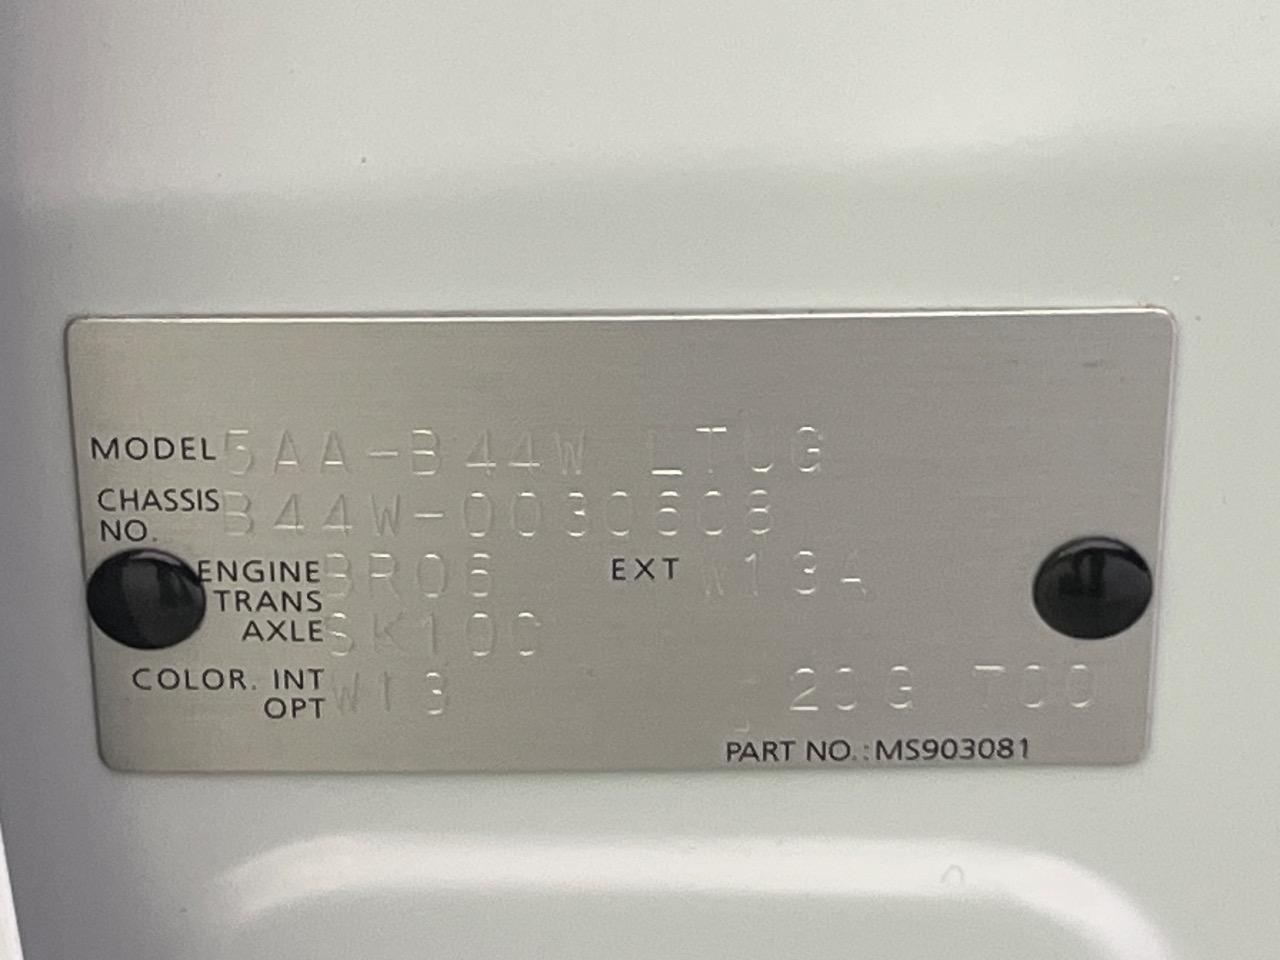 MODEL 5AA-B44W LTUG
CHASSIS NO. B44W-0030608
ENGINE BR06 EXT W13A
TRANS
AXLE SK10C
COLOR. INT W13 20G T00
OPT
PART NO.:MS903081